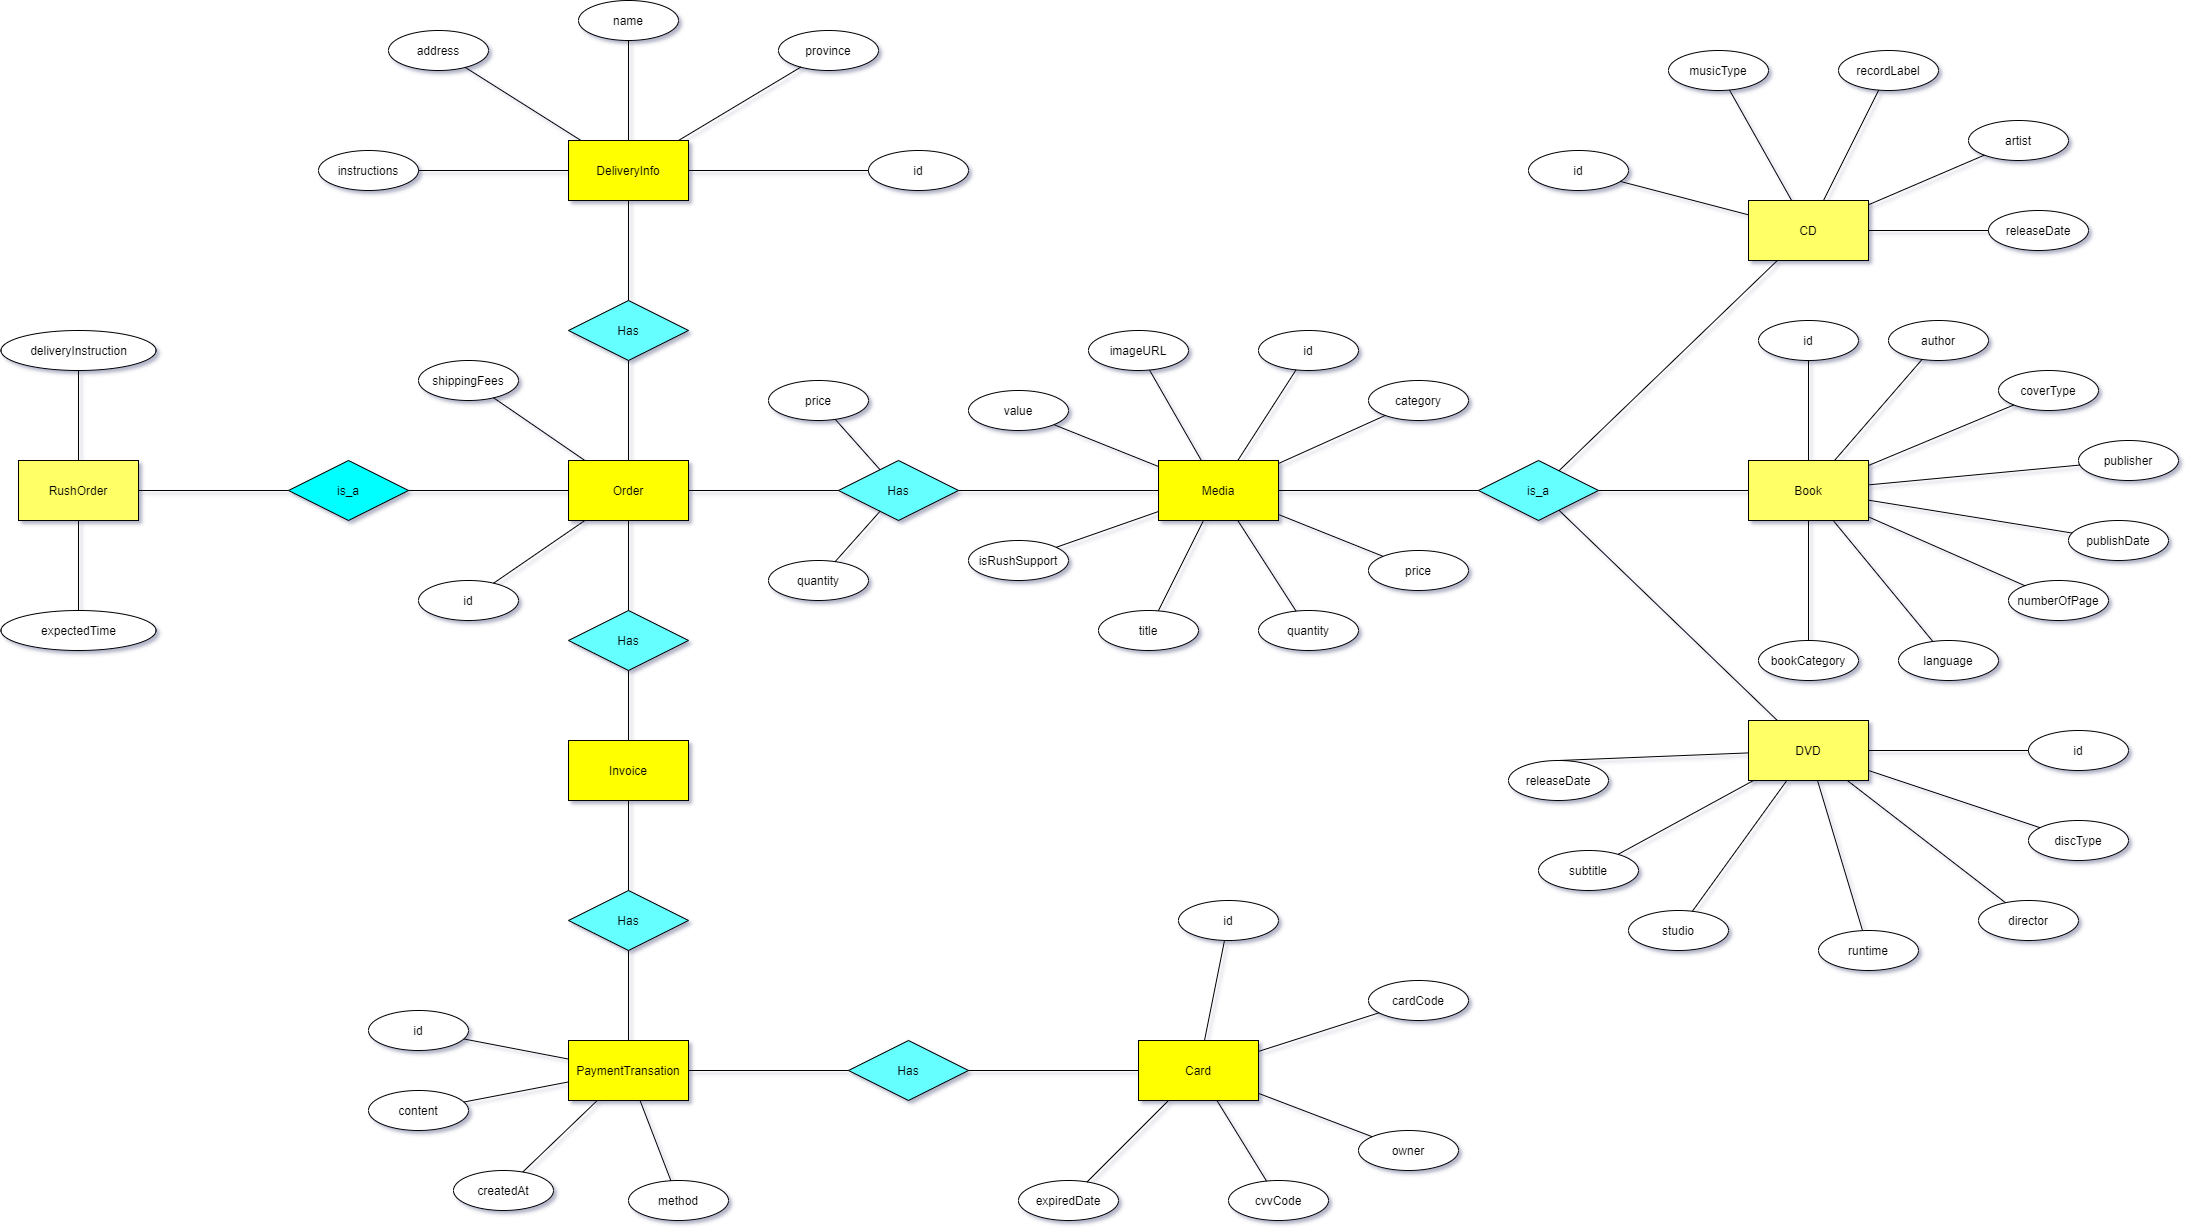 name
address
province
musicType
recordLabel
artist
DeliveryInfo
instructions
id
id
CD
releaseDate
Has
deliveryInstruction
shippingFees
imageURL
id
id
author
price
value
category
coverType
publisher
RushOrder
is_a
Order
Has
Media
is_a
Book
publishDate
isRushSupport
price
quantity
id
numberOfPage
expectedTime
Has
title
quantity
bookCategory
language
Invoice
DVD
id
releaseDate
discType
subtitle
Has
id
studio
director
runtime
cardCode
id
PaymentTransation
Has
Card
content
owner
createdAt
method
expiredDate
cvvCode